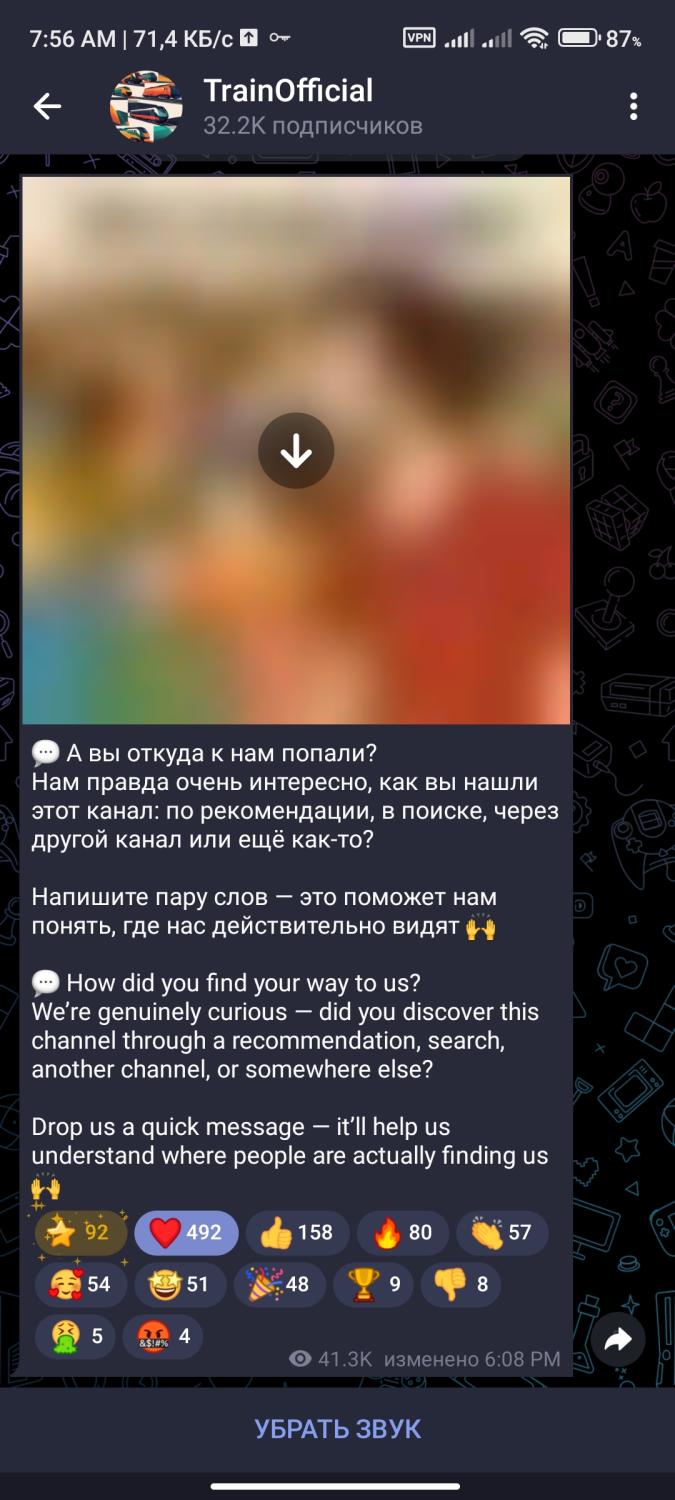 7:56 AM | 71,4 КБ/с
VPN
87%
TrainOfficial
32.2K подписчиков
💬 А вы откуда к нам попали?
Нам правда очень интересно, как вы нашли
этот канал: по рекомендации, в поиске, через
другой канал или ещё как-то?
Напишите пару слов — это поможет нам
понять, где нас действительно видят 🙌
💬 How did you find your way to us?
We’re genuinely curious — did you discover this
channel through a recommendation, search,
another channel, or somewhere else?
Drop us a quick message — it’ll help us
understand where people are actually finding us
🙌
⭐ 92 ❤️ 492 👍 158 🔥 80 👏 57
🥰 54 🤩 51 🎉 48 🏆 9 👎 8
🤮 5 🤬 4
41.3K изменено 6:08 PM
УБРАТЬ ЗВУК